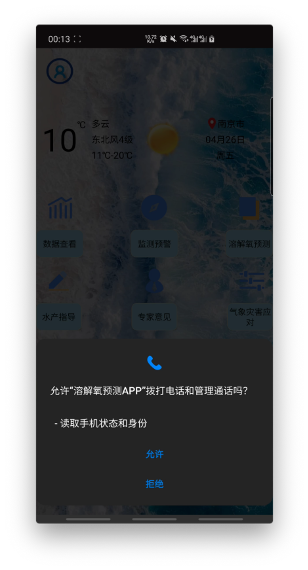 00:13
10 ℃
多云
东北风4级
11℃-20℃
南京市
04月26日
周五
数据查看
监测预警
溶解氧预测
水产指导
专家意见
气象灾害应
对
允许“溶解氧预测APP”拨打电话和管理通话吗?
- 读取手机状态和身份
允许
拒绝